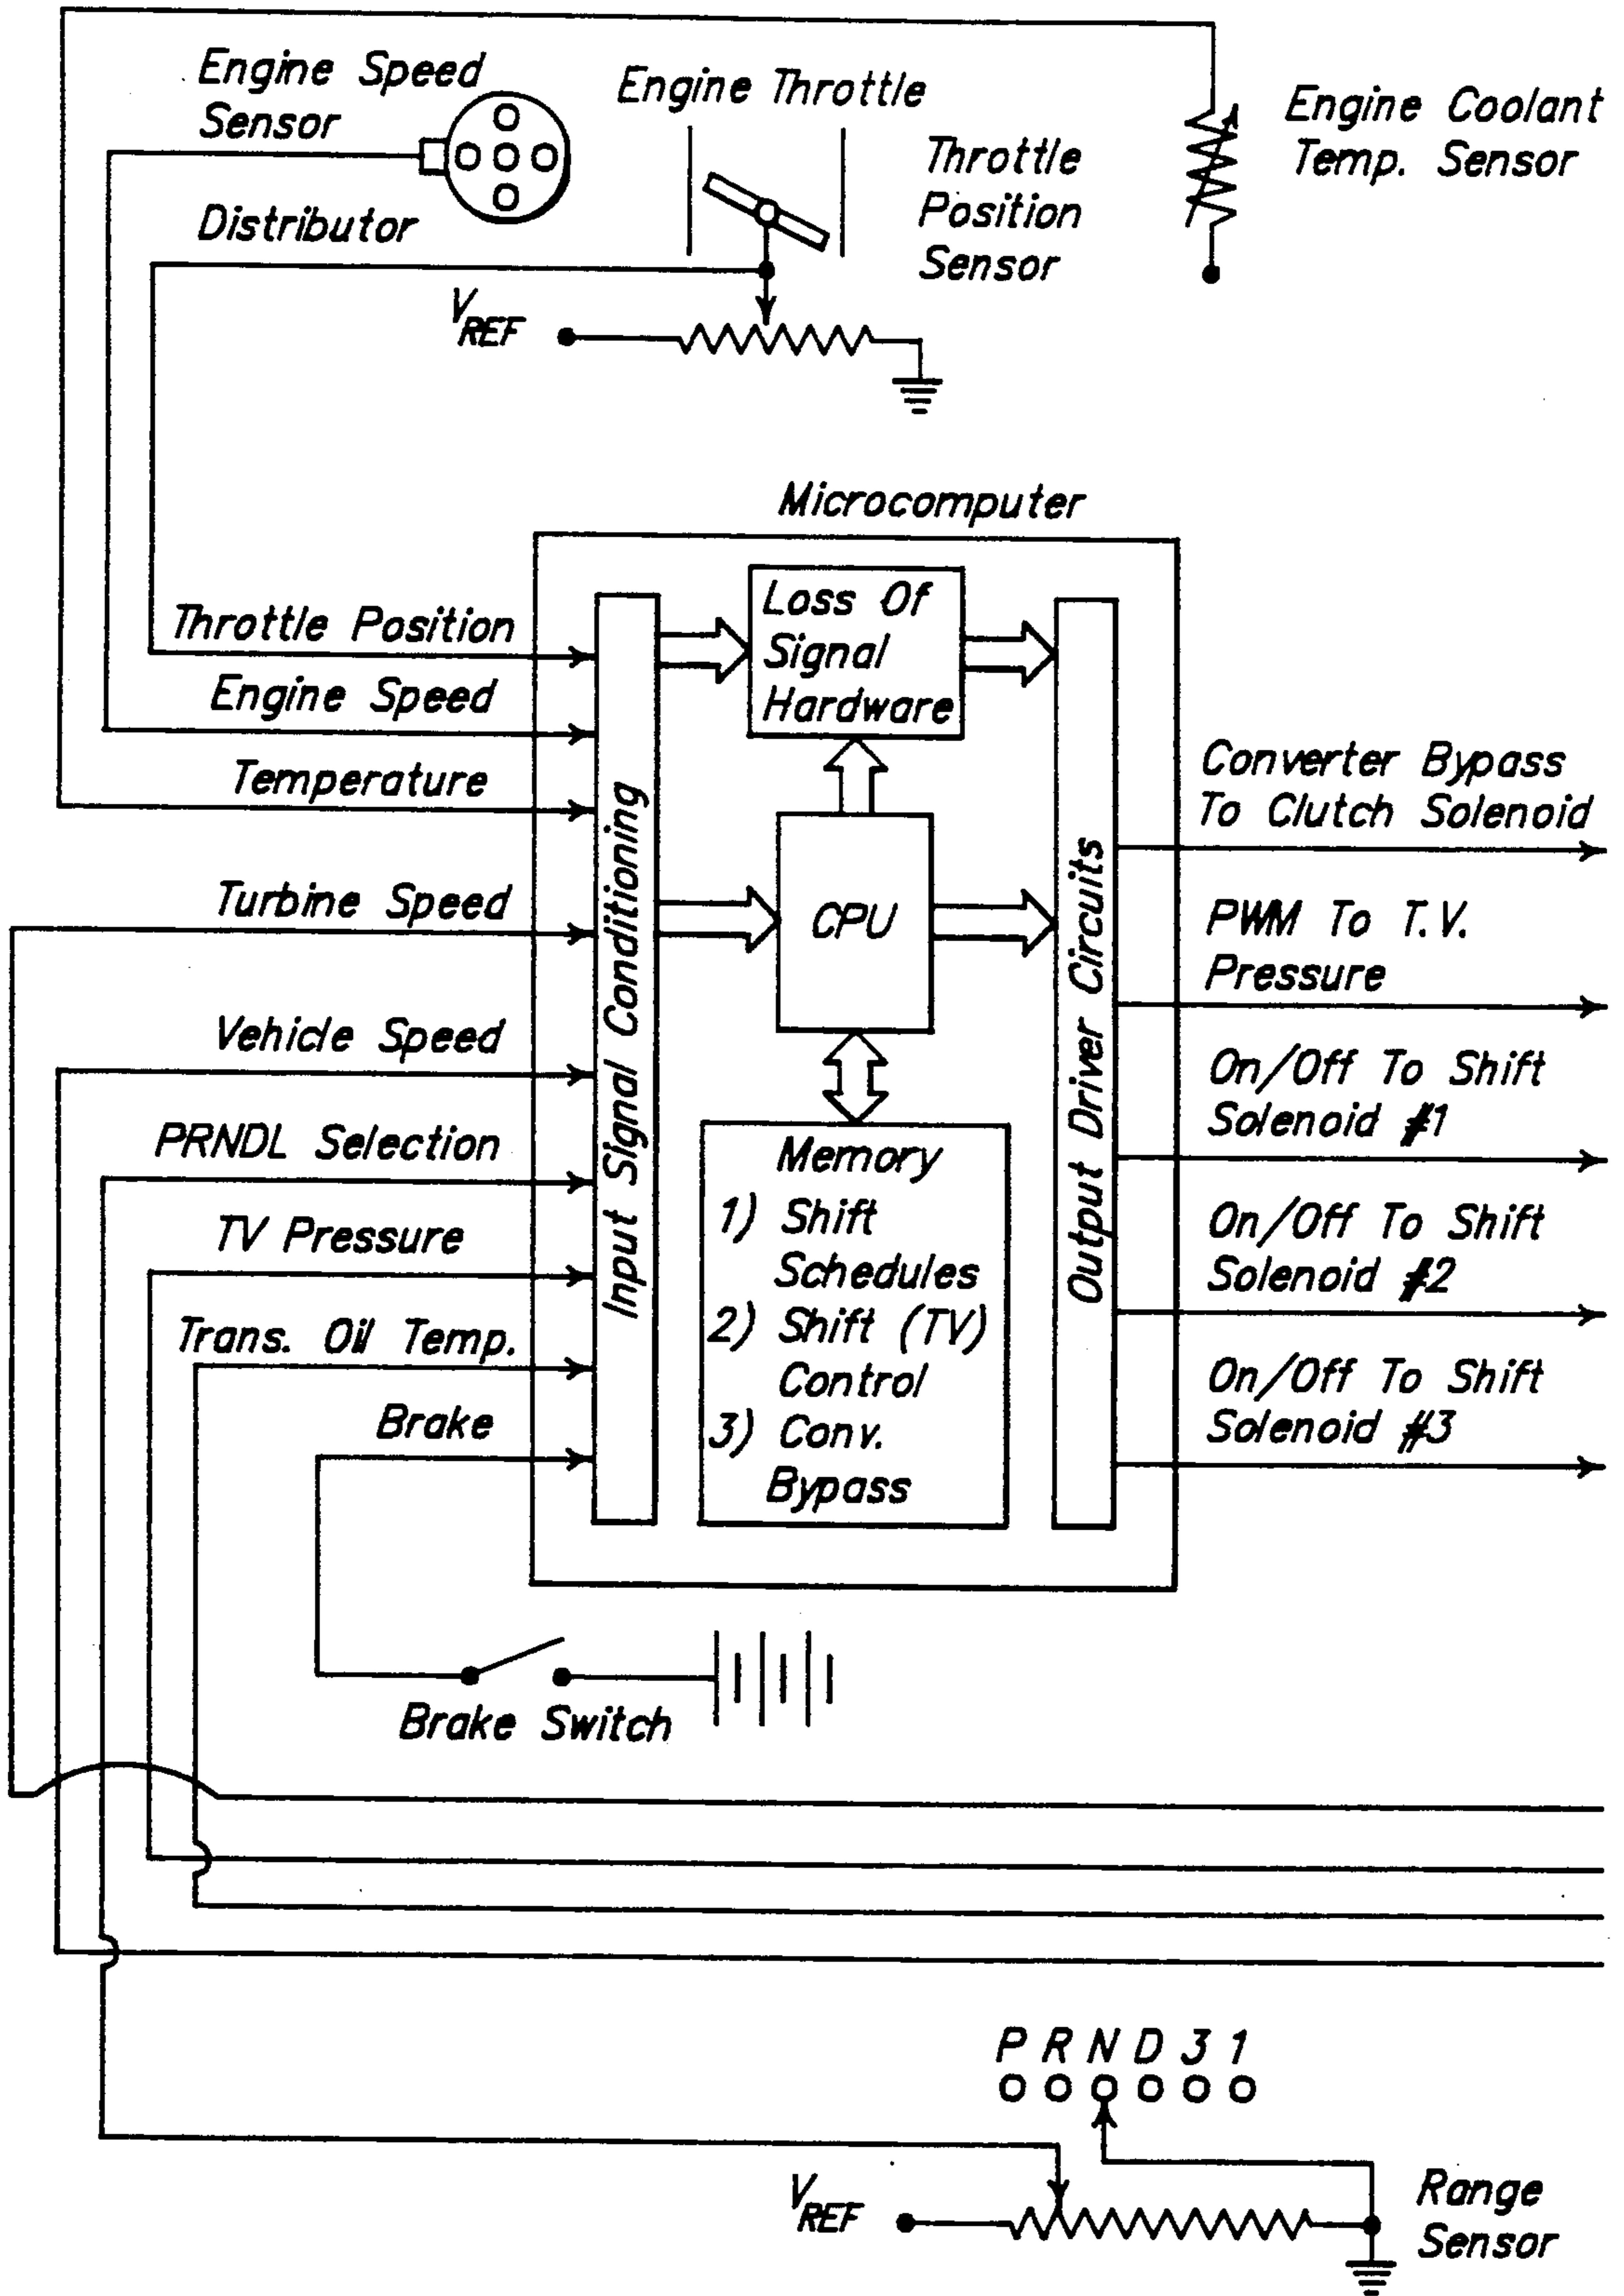 Engine Speed
Sensor
Distributor
Engine Throttle
Throttle
Position
Sensor
Engine Coolant
Temp. Sensor
VREF
Microcomputer
Throttle Position
Engine Speed
Temperature
Turbine Speed
Vehicle Speed
PRNDL Selection
TV Pressure
Trans. Oil Temp.
Brake
Input Signal Conditioning
Loss Of
Signal
Hardware
CPU
Memory
1) Shift
Schedules
2) Shift (TV)
Control
3) Conv.
Bypass
Output Driver Circuits
Converter Bypass
To Clutch Solenoid
PWM To T.V.
Pressure
On/Off To Shift
Solenoid #1
On/Off To Shift
Solenoid #2
On/Off To Shift
Solenoid #3
Brake Switch
P R N D 3 1
VREF
Range
Sensor